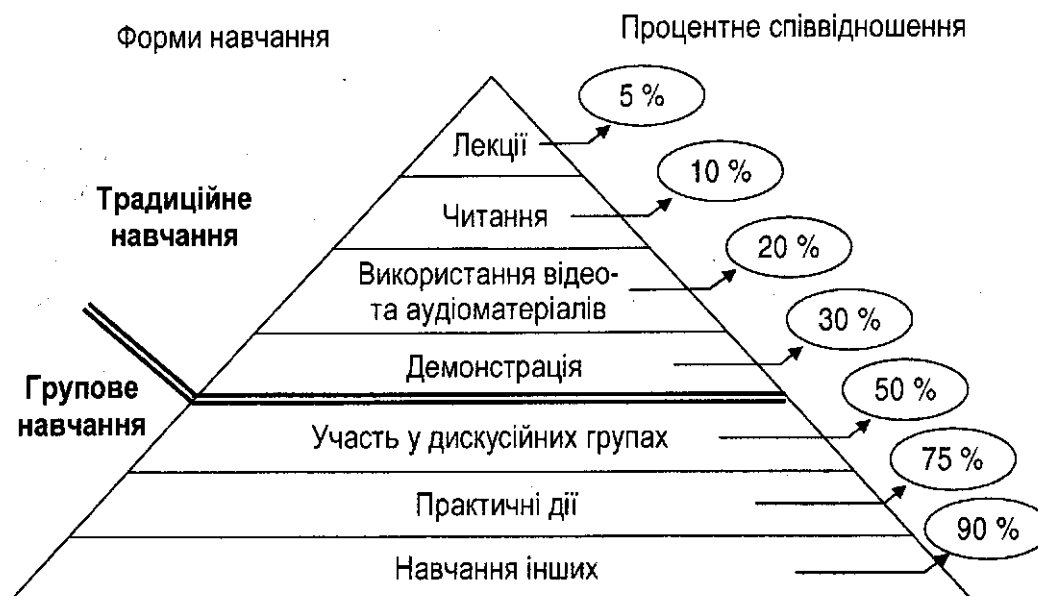 Форми навчання
Процентне співвідношення
5 %
Лекції
10 %
Традиційне
навчання
Читання
20 %
Використання відео-
та аудіоматеріалів
30 %
Демонстрація
Групове
навчання
50 %
Участь у дискусійних групах
75 %
Практичні дії
90 %
Навчання інших